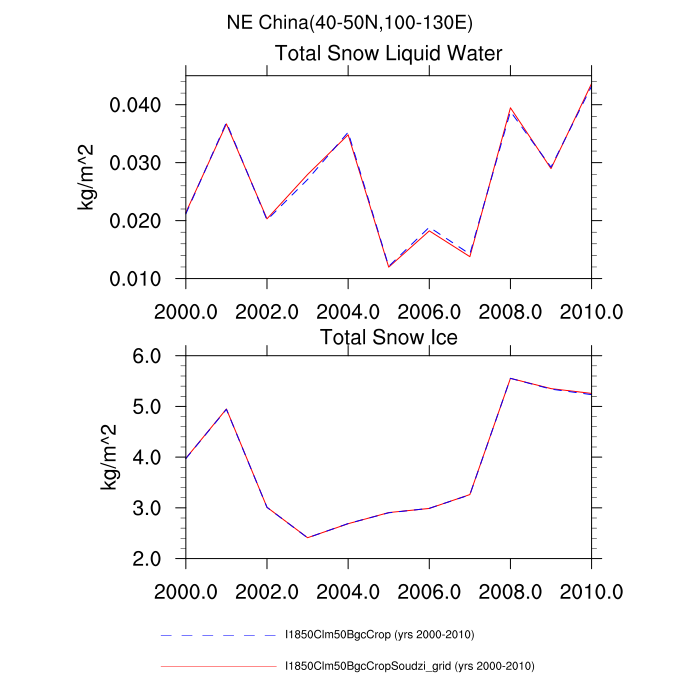 NE China(40-50N,100-130E)
Total Snow Liquid Water
0.040
0.030
0.020
0.010
kg/m^2
2000.0 2002.0 2004.0 2006.0 2008.0 2010.0
Total Snow Ice
6.0
5.0
4.0
3.0
2.0
kg/m^2
2000.0 2002.0 2004.0 2006.0 2008.0 2010.0
I1850Clm50BgcCrop (yrs 2000-2010)
I1850Clm50BgcCropSoudzi_grid (yrs 2000-2010)